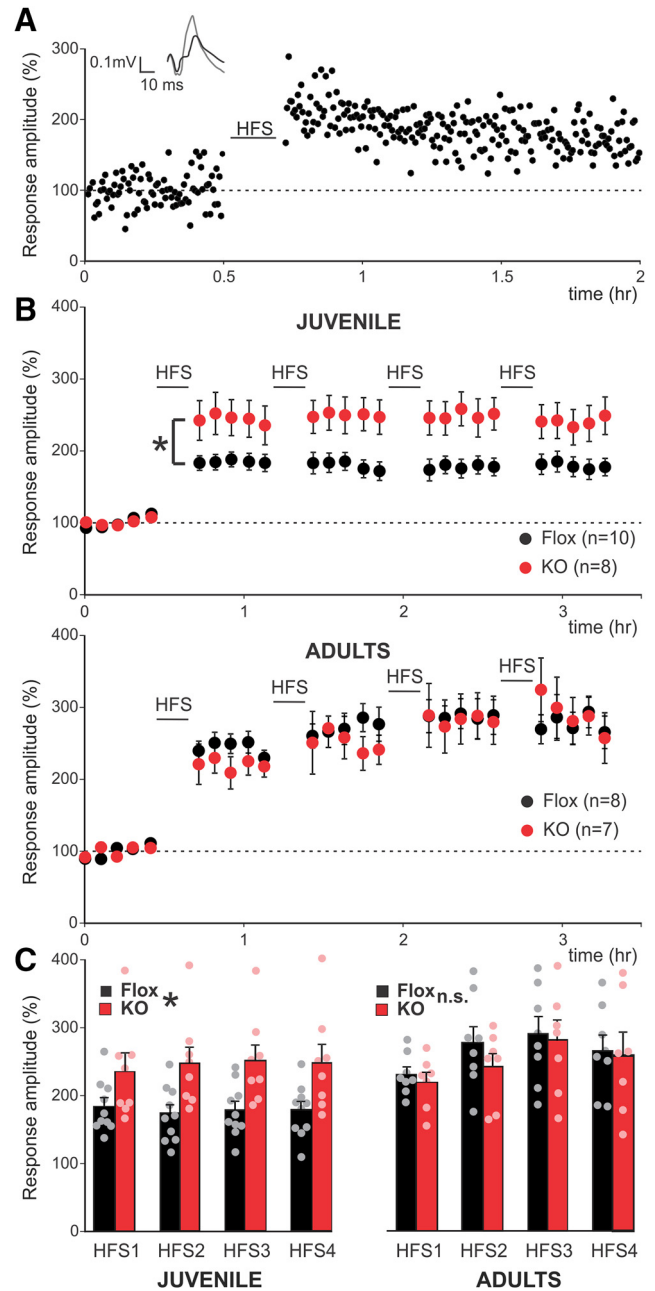 A
Response amplitude (%)
300
200
100
0
0.1mV
10 ms
HFS
0
0.5
1
1.5
2
time (hr)
B
JUVENILE
Response amplitude (%)
400
300
200
100
0
HFS
HFS
HFS
HFS
*
Flox (n=10)
KO (n=8)
0
1
2
3
time (hr)
ADULTS
Response amplitude (%)
400
300
200
100
0
HFS
HFS
HFS
HFS
Flox (n=8)
KO (n=7)
0
1
2
3
time (hr)
C
Response amplitude (%)
400
300
200
100
0
Flox
KO
*
Flox
n.s.
KO
HFS1 HFS2 HFS3 HFS4
HFS1 HFS2 HFS3 HFS4
JUVENILE
ADULTS